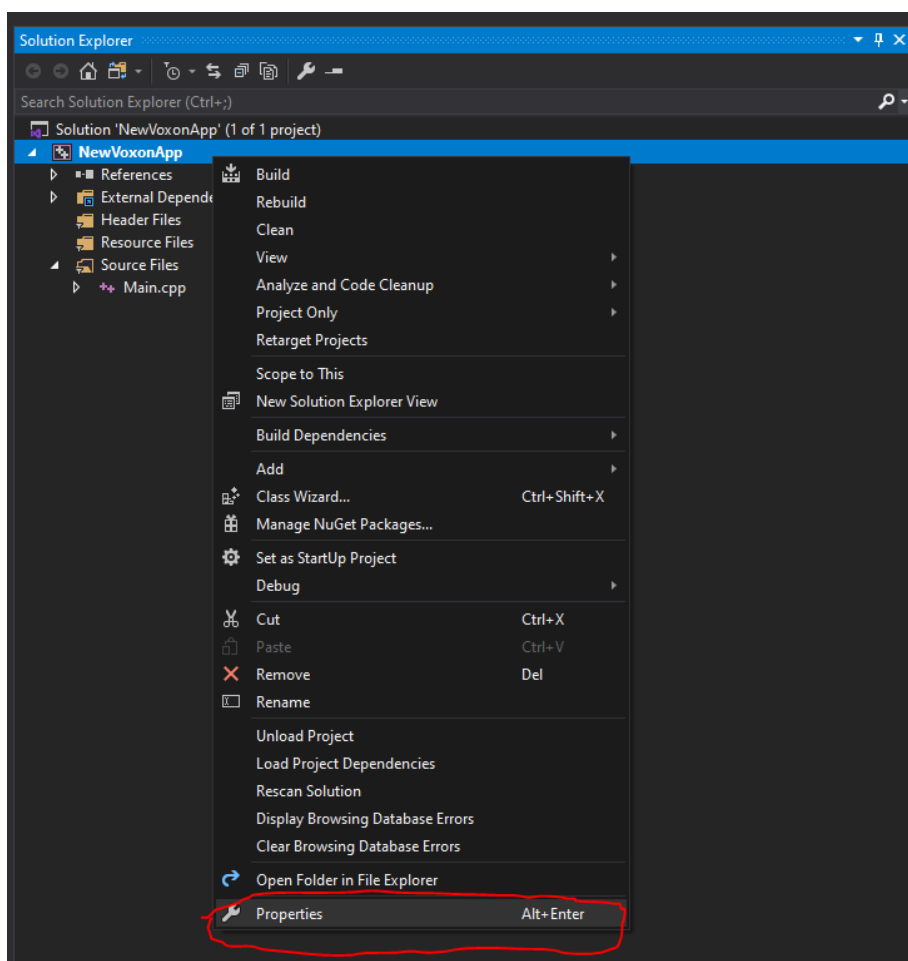 Solution Explorer
Search Solution Explorer (Ctrl+;)
Solution 'NewVoxonApp' (1 of 1 project)
NewVoxonApp
References
External Depende
Header Files
Resource Files
Source Files
Main.cpp
Build
Rebuild
Clean
View
Analyze and Code Cleanup
Project Only
Retarget Projects
Scope to This
New Solution Explorer View
Build Dependencies
Add
Class Wizard... Ctrl+Shift+X
Manage NuGet Packages...
Set as StartUp Project
Debug
Cut Ctrl+X
Paste Ctrl+V
Remove Del
Rename
Unload Project
Load Project Dependencies
Rescan Solution
Display Browsing Database Errors
Clear Browsing Database Errors
Open Folder in File Explorer
Properties Alt+Enter